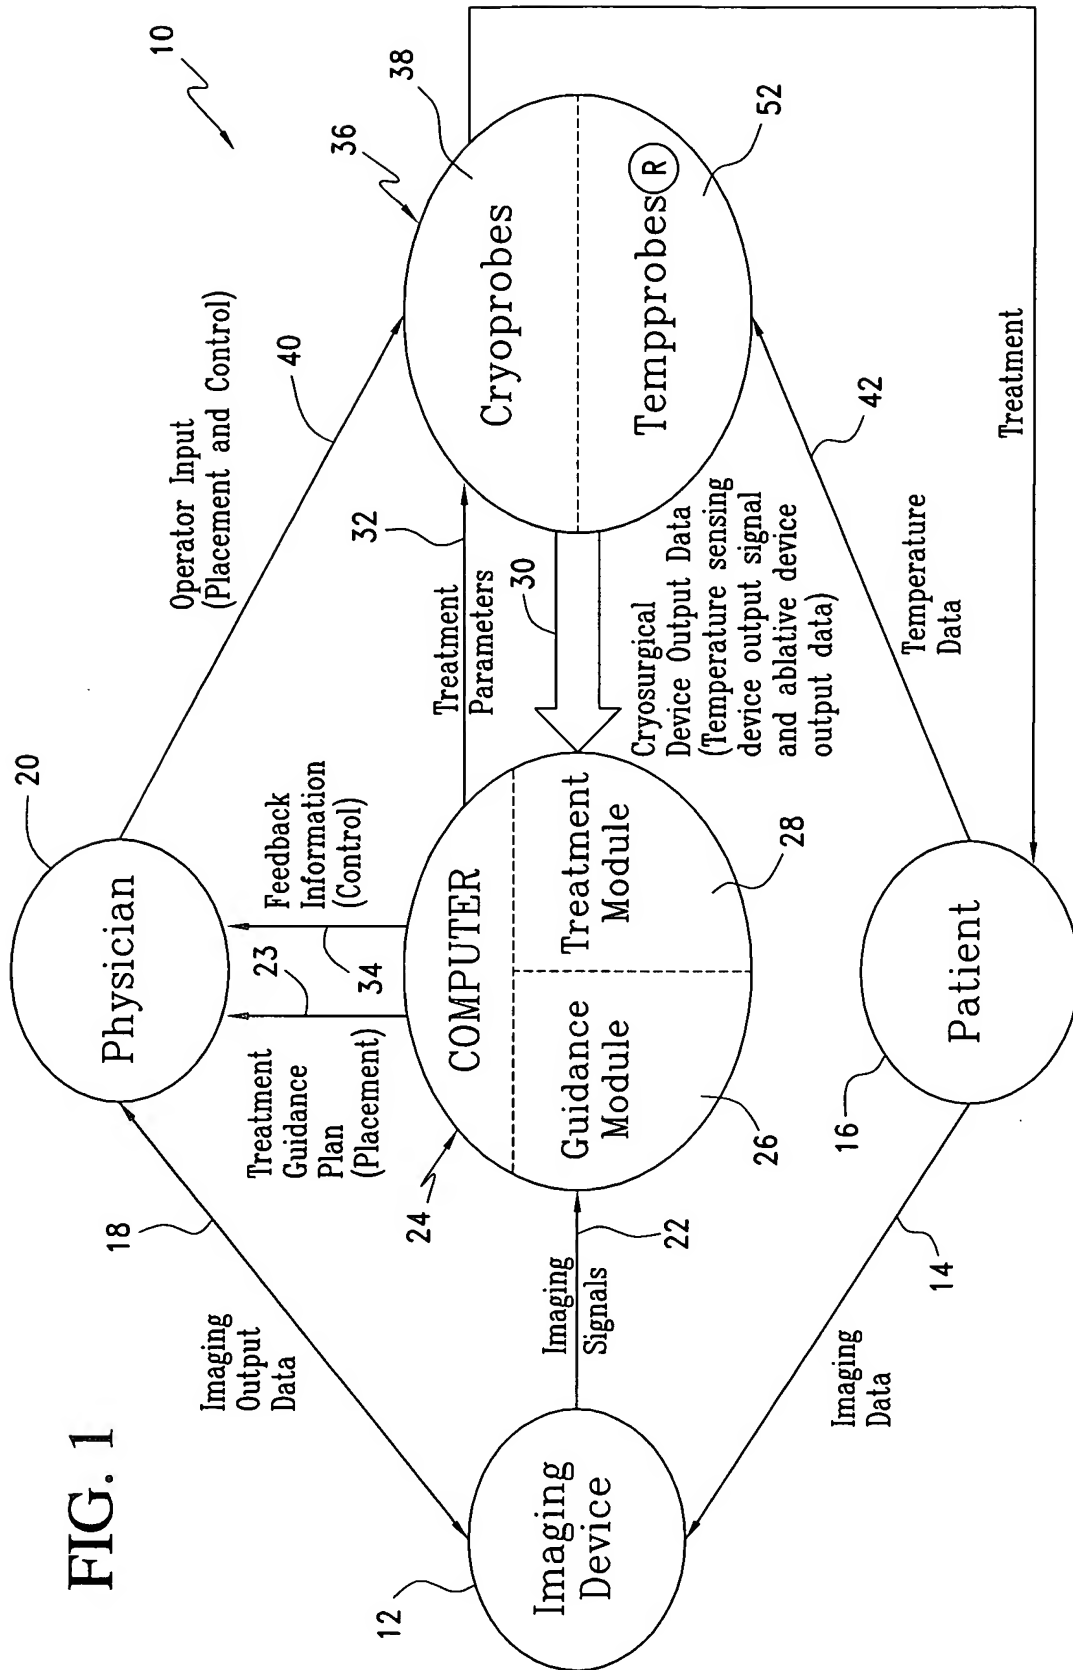 FIG. 1
10
20
Physician
18
Imaging
Output
Data
Treatment
Guidance
Plan
(Placement)
23
34
Feedback
Information
(Control)
Operator Input
(Placement and Control)
40
36
38
12
Imaging
Device
Imaging
Signals
22
24
COMPUTER
Guidance
Module
26
Treatment
Module
28
Treatment
Parameters
32
30
Cryosurgical
Device Output Data
(Temperature sensing
device output signal
and ablative device
output data)
Cryoprobes
Tempprobes®
52
Imaging
Data
14
16
Patient
Temperature
Data
42
Treatment